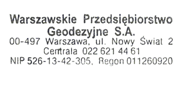 Warszawskie Przedsiębiorstwo
Geodezyjne S.A.
00-497 Warszawa, ul. Nowy Świat 2
Centrala 022 621 44 61
NIP 526-13-42-305, Regon 011260920